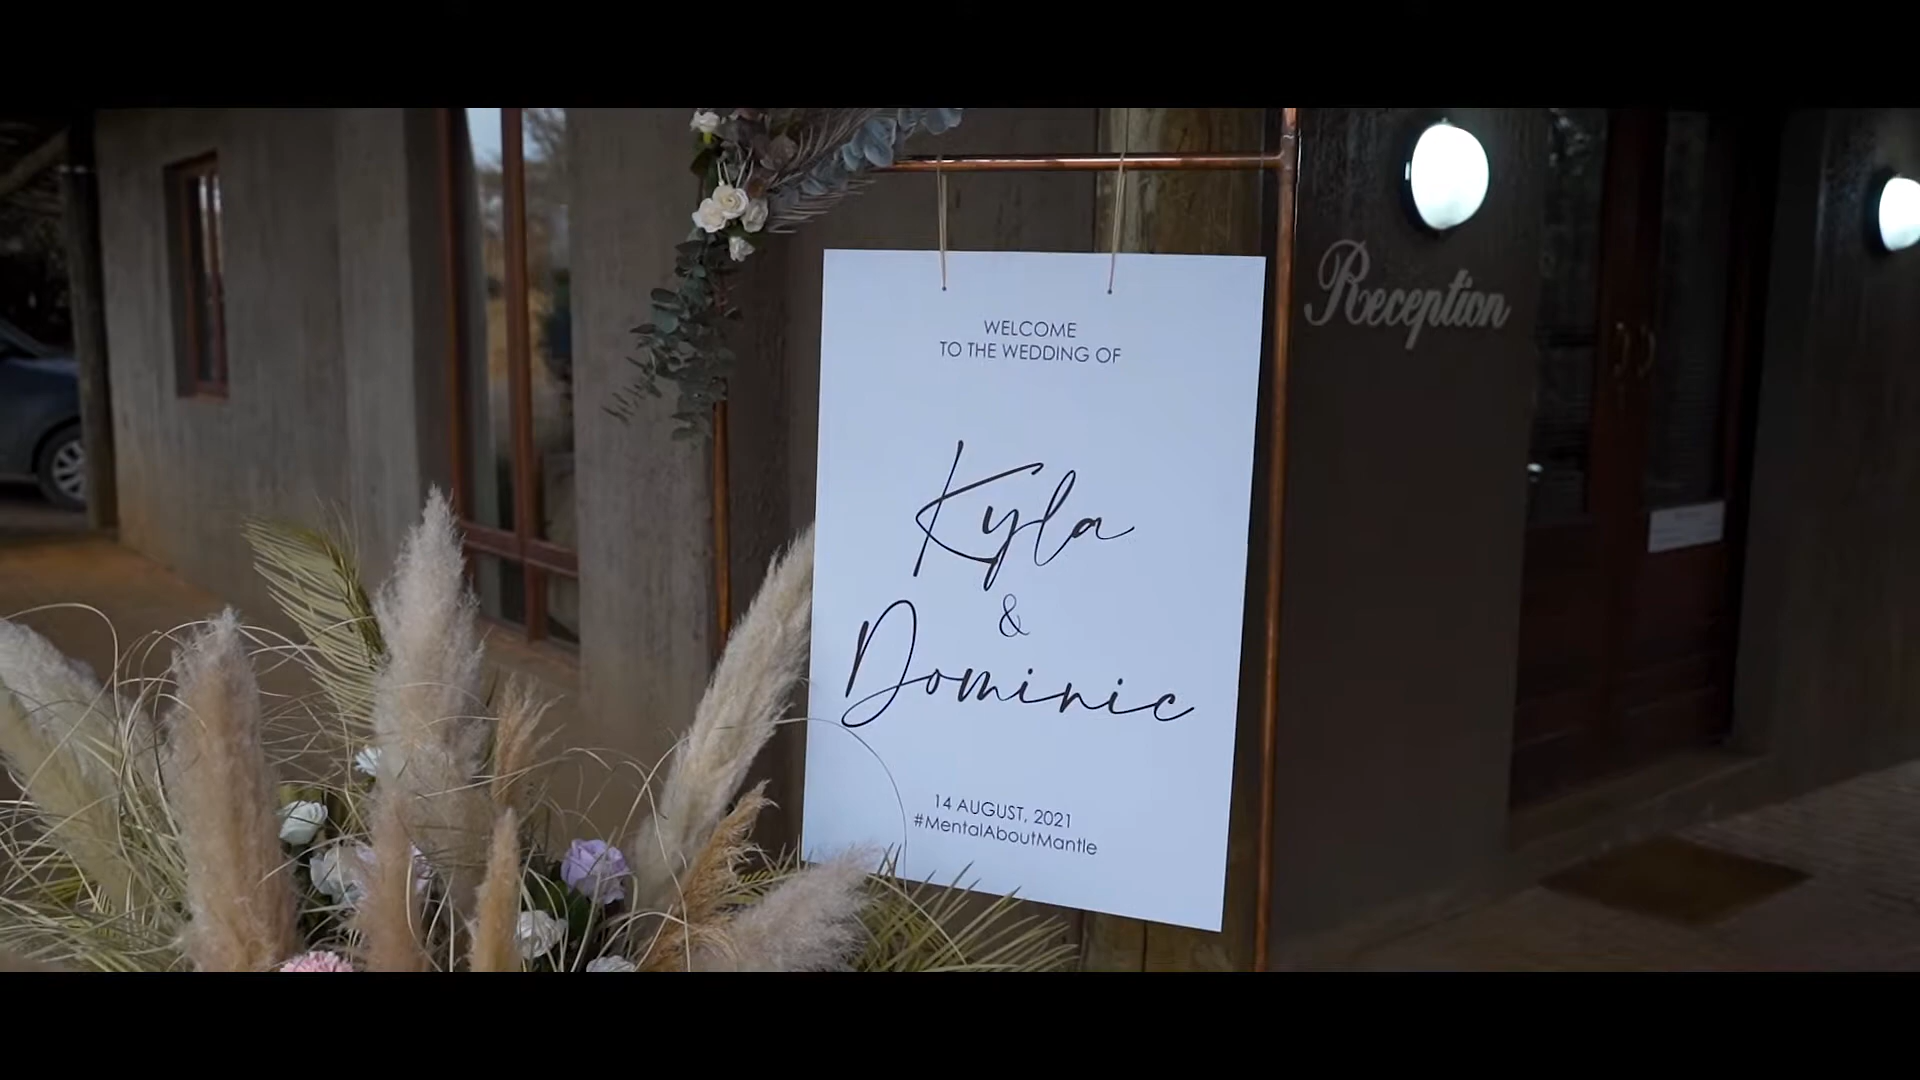 WELCOME
TO THE WEDDING OF
Kyla
&
Dominic
14 AUGUST, 2021
#MentalAboutMantle
Reception